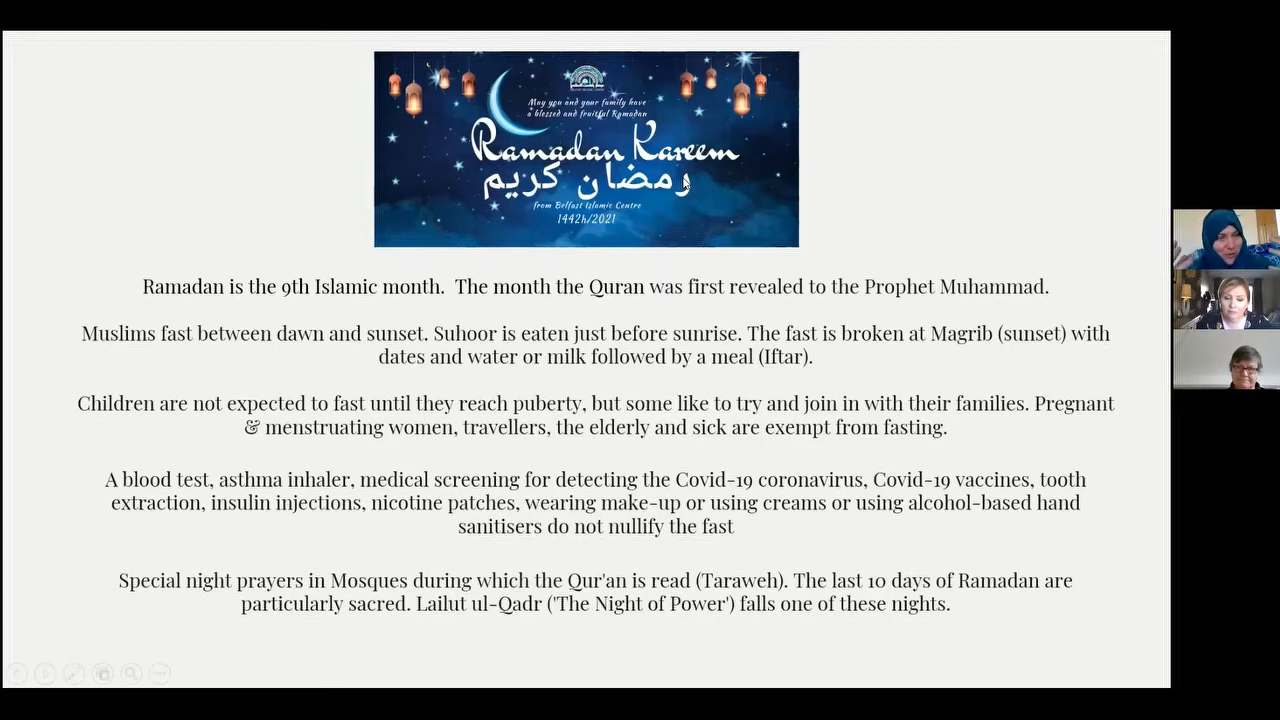 May you and your family have
a blessed and fruitful Ramadan
Ramadan Kareem
رمضان كريم
from Belfast Islamic Centre
1442h/2021
Ramadan is the 9th Islamic month.  The month the Quran was first revealed to the Prophet Muhammad.
Muslims fast between dawn and sunset. Suhoor is eaten just before sunrise. The fast is broken at Magrib (sunset) with
dates and water or milk followed by a meal (Iftar).
Children are not expected to fast until they reach puberty, but some like to try and join in with their families. Pregnant
& menstruating women, travellers, the elderly and sick are exempt from fasting.
A blood test, asthma inhaler, medical screening for detecting the Covid-19 coronavirus, Covid-19 vaccines, tooth
extraction, insulin injections, nicotine patches, wearing make-up or using creams or using alcohol-based hand
sanitisers do not nullify the fast
Special night prayers in Mosques during which the Qur'an is read (Taraweh). The last 10 days of Ramadan are
particularly sacred. Lailut ul-Qadr ('The Night of Power') falls one of these nights.